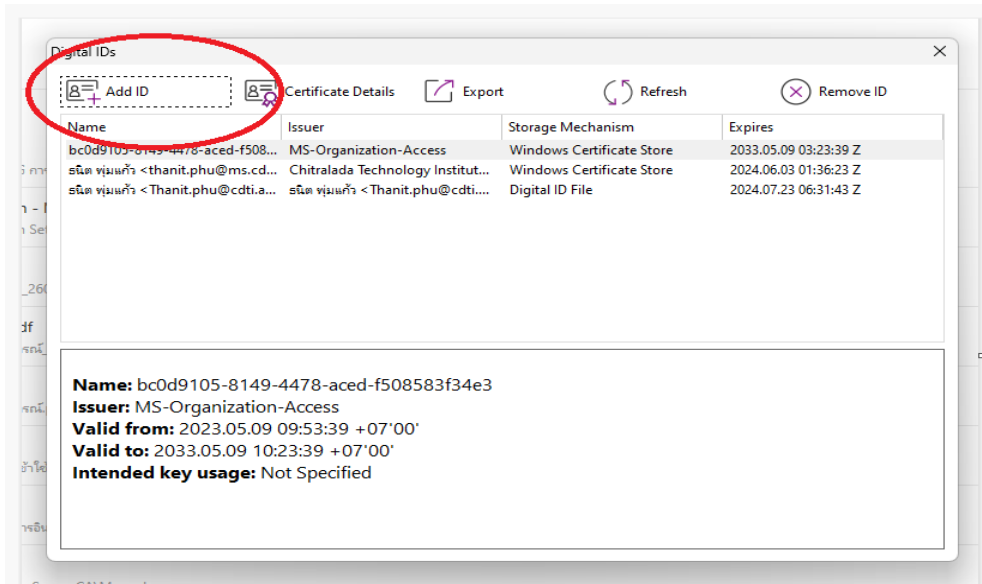 Digital IDs
Add ID Certificate Details Export Refresh Remove ID
Name Issuer Storage Mechanism Expires
bc0d9105-8149-4478-aced-f508... MS-Organization-Access Windows Certificate Store 2033.05.09 03:23:39 Z
ธนิต พุ่มแก้ว <thanit.phu@ms.cd... Chitralada Technology Institut... Windows Certificate Store 2024.06.03 01:36:23 Z
ธนิต พุ่มแก้ว <Thanit.phu@cdti.a... ธนิต พุ่มแก้ว <Thanit.phu@cdti.... Digital ID File 2024.07.23 06:31:43 Z
Name: bc0d9105-8149-4478-aced-f508583f34e3
Issuer: MS-Organization-Access
Valid from: 2023.05.09 09:53:39 +07'00'
Valid to: 2033.05.09 10:23:39 +07'00'
Intended key usage: Not Specified